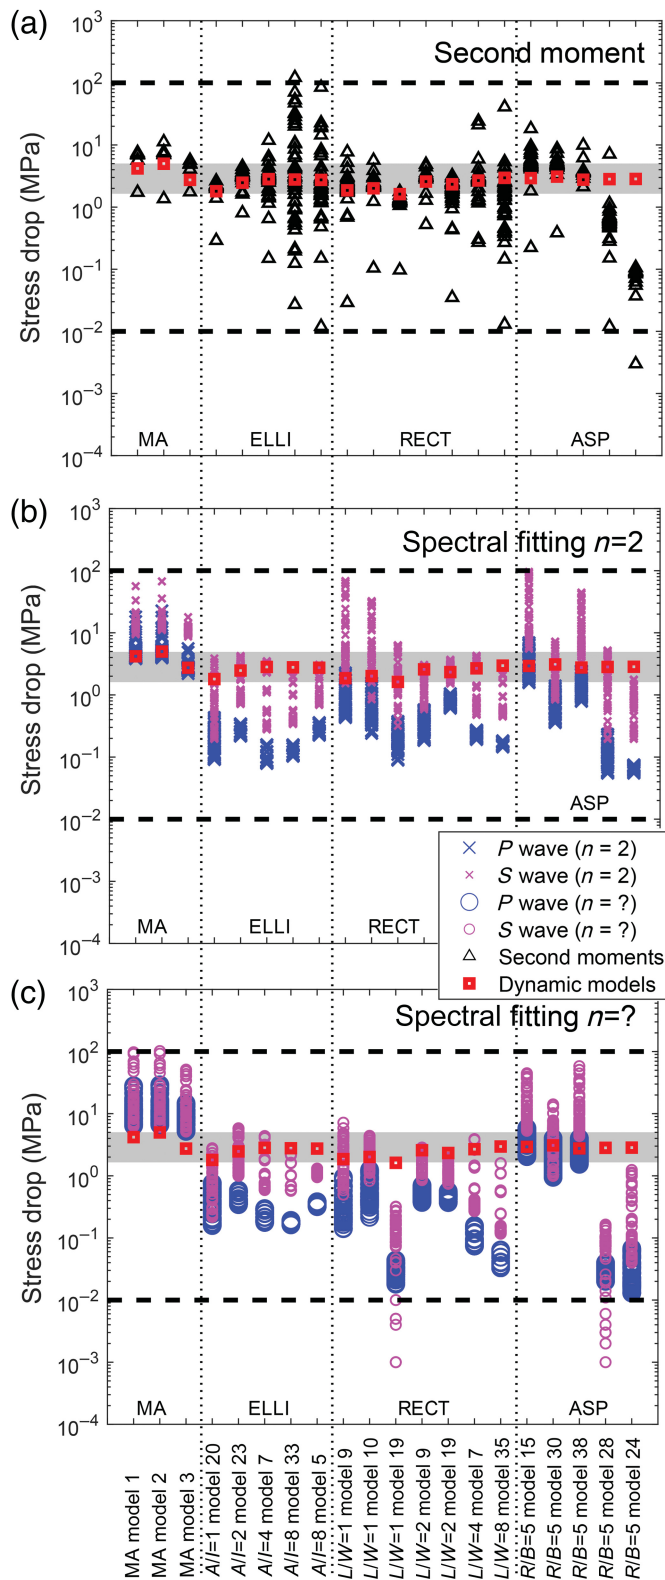 (a)
Second moment
Stress drop (MPa)
10^3
10^2
10^1
10^0
10^-1
10^-2
10^-3
10^-4
MA ELLI RECT ASP
(b)
Spectral fitting n=2
Stress drop (MPa)
10^3
10^2
10^1
10^0
10^-1
10^-2
10^-3
10^-4
ASP
MA ELLI RECT
P wave (n = 2)
S wave (n = 2)
P wave (n = ?)
S wave (n = ?)
Second moments
Dynamic models
(c)
Spectral fitting n=?
Stress drop (MPa)
10^3
10^2
10^1
10^0
10^-1
10^-2
10^-3
10^-4
MA ELLI RECT ASP
MA model 1
MA model 2
MA model 3
A/I=1 model 20
A/I=2 model 23
A/I=4 model 7
A/I=8 model 33
A/I=8 model 5
L/W=1 model 9
L/W=1 model 10
L/W=1 model 19
L/W=2 model 9
L/W=2 model 19
L/W=4 model 7
L/W=8 model 35
R/B=5 model 15
R/B=5 model 30
R/B=5 model 38
R/B=5 model 28
R/B=5 model 24